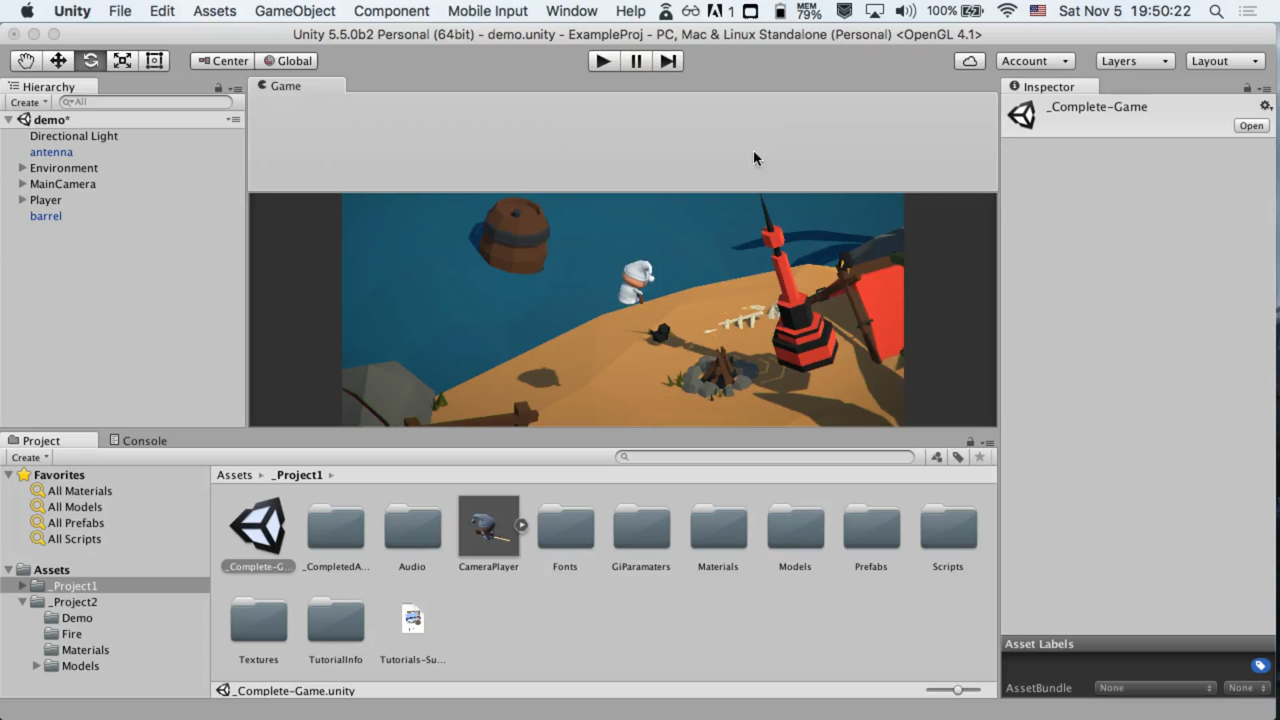 Unity File Edit Assets GameObject Component Mobile Input Window Help 1 MEM 79% 100% Sat Nov 5 19:50:22
Unity 5.5.0b2 Personal (64bit) - demo.unity - ExampleProj - PC, Mac & Linux Standalone (Personal) <OpenGL 4.1>
Center Global Account Layers Layout
Hierarchy Game Inspector
Create All
_Complete-Game
Open
demo*
Directional Light
antenna
Environment
MainCamera
Player
barrel
Project Console
Create
Favorites
All Materials
All Models
All Prefabs
All Scripts
Assets
_Project1
_Project2
Demo
Fire
Materials
Models
Assets _Project1
_Complete-G... _CompletedA... Audio CameraPlayer Fonts GiParamaters Materials Models Prefabs Scripts
Textures TutorialInfo Tutorials-Su...
_Complete-Game.unity
Asset Labels
AssetBundle None None